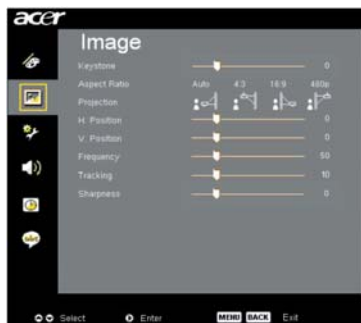 acer
Image
Keystone 0
Aspect Ratio Auto 4:3 16:9 480p
Projection
H. Position 0
V. Position 0
Frequency 50
Tracking 10
Sharpness 0
Select Enter MENU BACK Exit